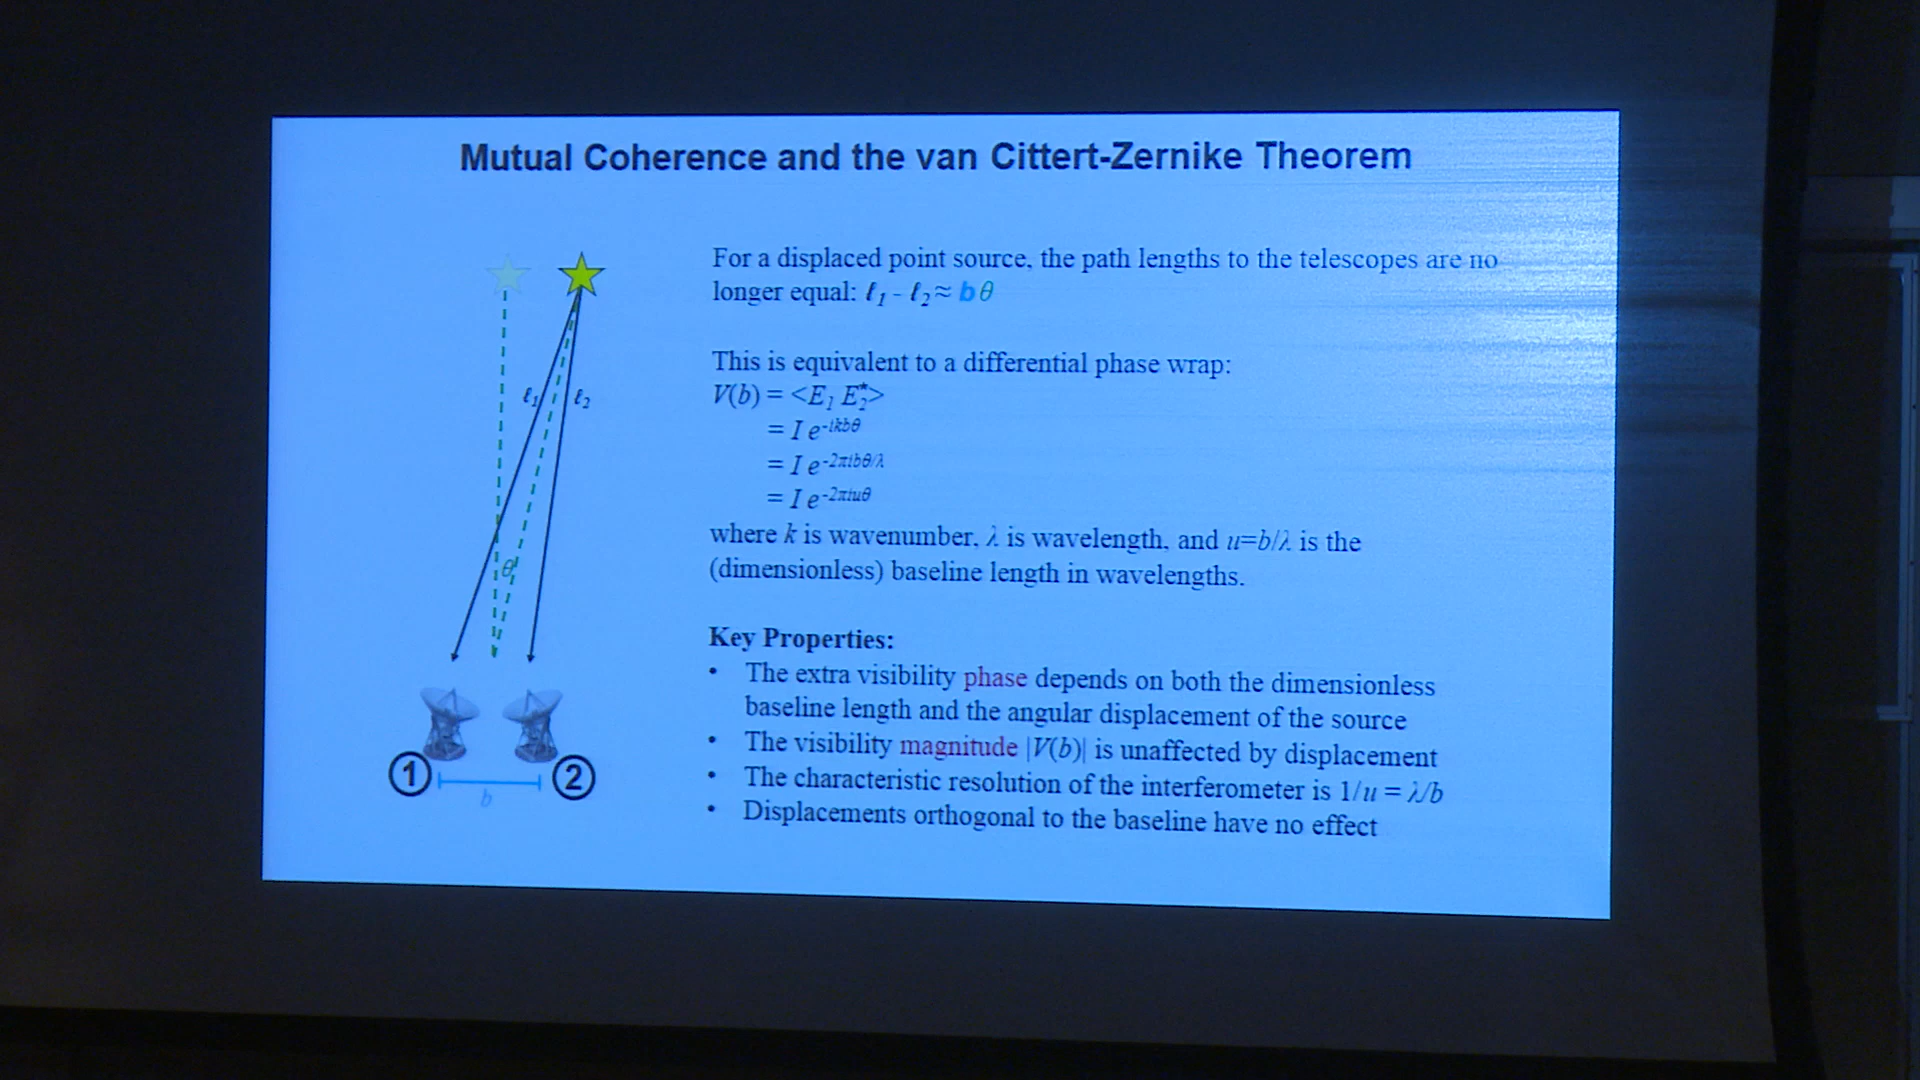 Mutual Coherence and the van Cittert-Zernike Theorem
For a displaced point source, the path lengths to the telescopes are no
longer equal: ℓ₁ - ℓ₂ ≈ bθ
This is equivalent to a differential phase wrap:
V(b) = <E₁ E₂*>
= I e^{-ikbθ}
= I e^{-2πibθ/λ}
= I e^{-2πiuθ}
where k is wavenumber, λ is wavelength, and u=b/λ is the
(dimensionless) baseline length in wavelengths.
Key Properties:
• The extra visibility phase depends on both the dimensionless
baseline length and the angular displacement of the source
• The visibility magnitude |V(b)| is unaffected by displacement
• The characteristic resolution of the interferometer is 1/u = λ/b
• Displacements orthogonal to the baseline have no effect
ℓ₁ ℓ₂
θ
1 2
b